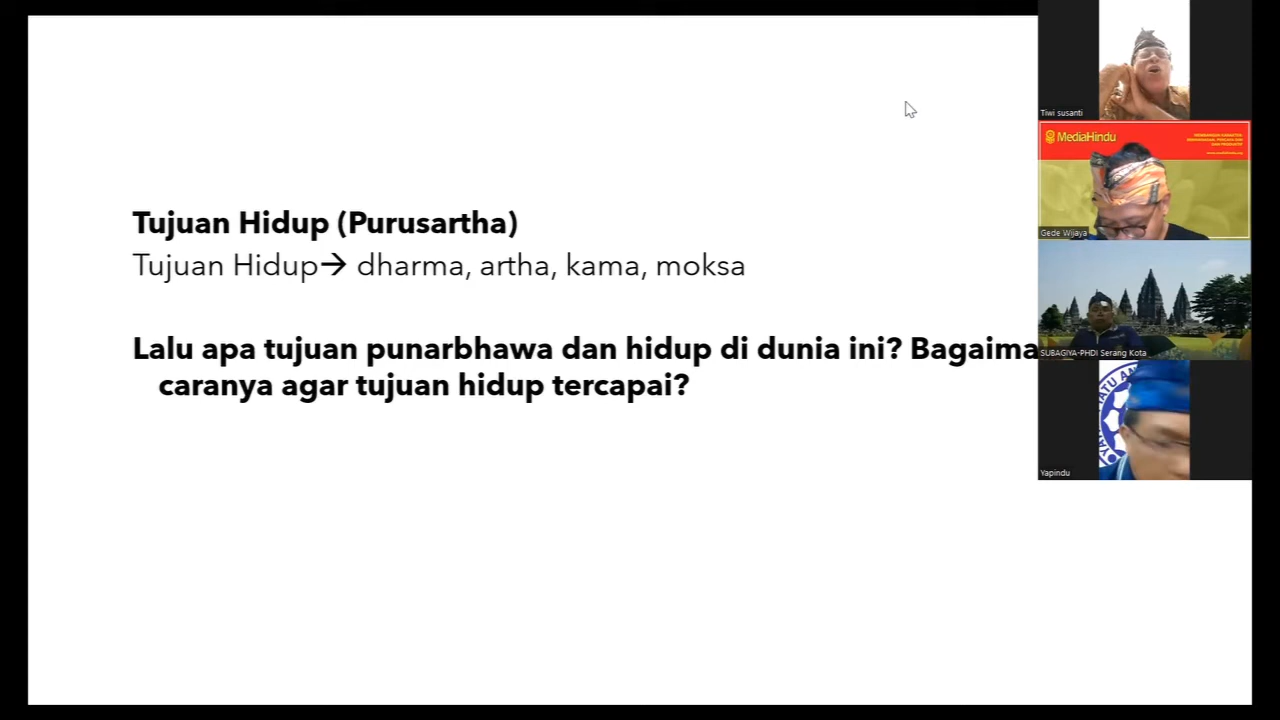 Tujuan Hidup (Purusartha)
Tujuan Hidup→ dharma, artha, kama, moksa
Lalu apa tujuan punarbhawa dan hidup di dunia ini? Bagaima
caranya agar tujuan hidup tercapai?
Tiwi susanti
MediaHindu
Gede Wijaya
SUBAGIYA-PHDI Serang Kota
Yapindu